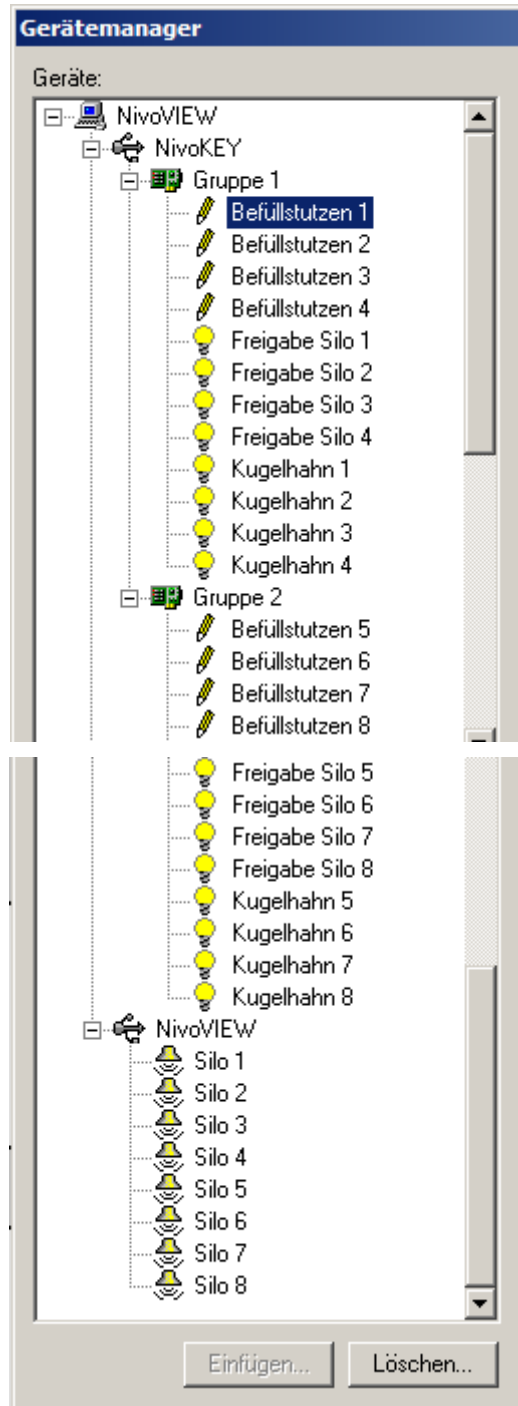 Gerätemanager
Geräte:
NivoVIEW
NivoKEY
Gruppe 1
Befüllstutzen 1
Befüllstutzen 2
Befüllstutzen 3
Befüllstutzen 4
Freigabe Silo 1
Freigabe Silo 2
Freigabe Silo 3
Freigabe Silo 4
Kugelhahn 1
Kugelhahn 2
Kugelhahn 3
Kugelhahn 4
Gruppe 2
Befüllstutzen 5
Befüllstutzen 6
Befüllstutzen 7
Befüllstutzen 8
Freigabe Silo 5
Freigabe Silo 6
Freigabe Silo 7
Freigabe Silo 8
Kugelhahn 5
Kugelhahn 6
Kugelhahn 7
Kugelhahn 8
NivoVIEW
Silo 1
Silo 2
Silo 3
Silo 4
Silo 5
Silo 6
Silo 7
Silo 8
Einfügen... Löschen...